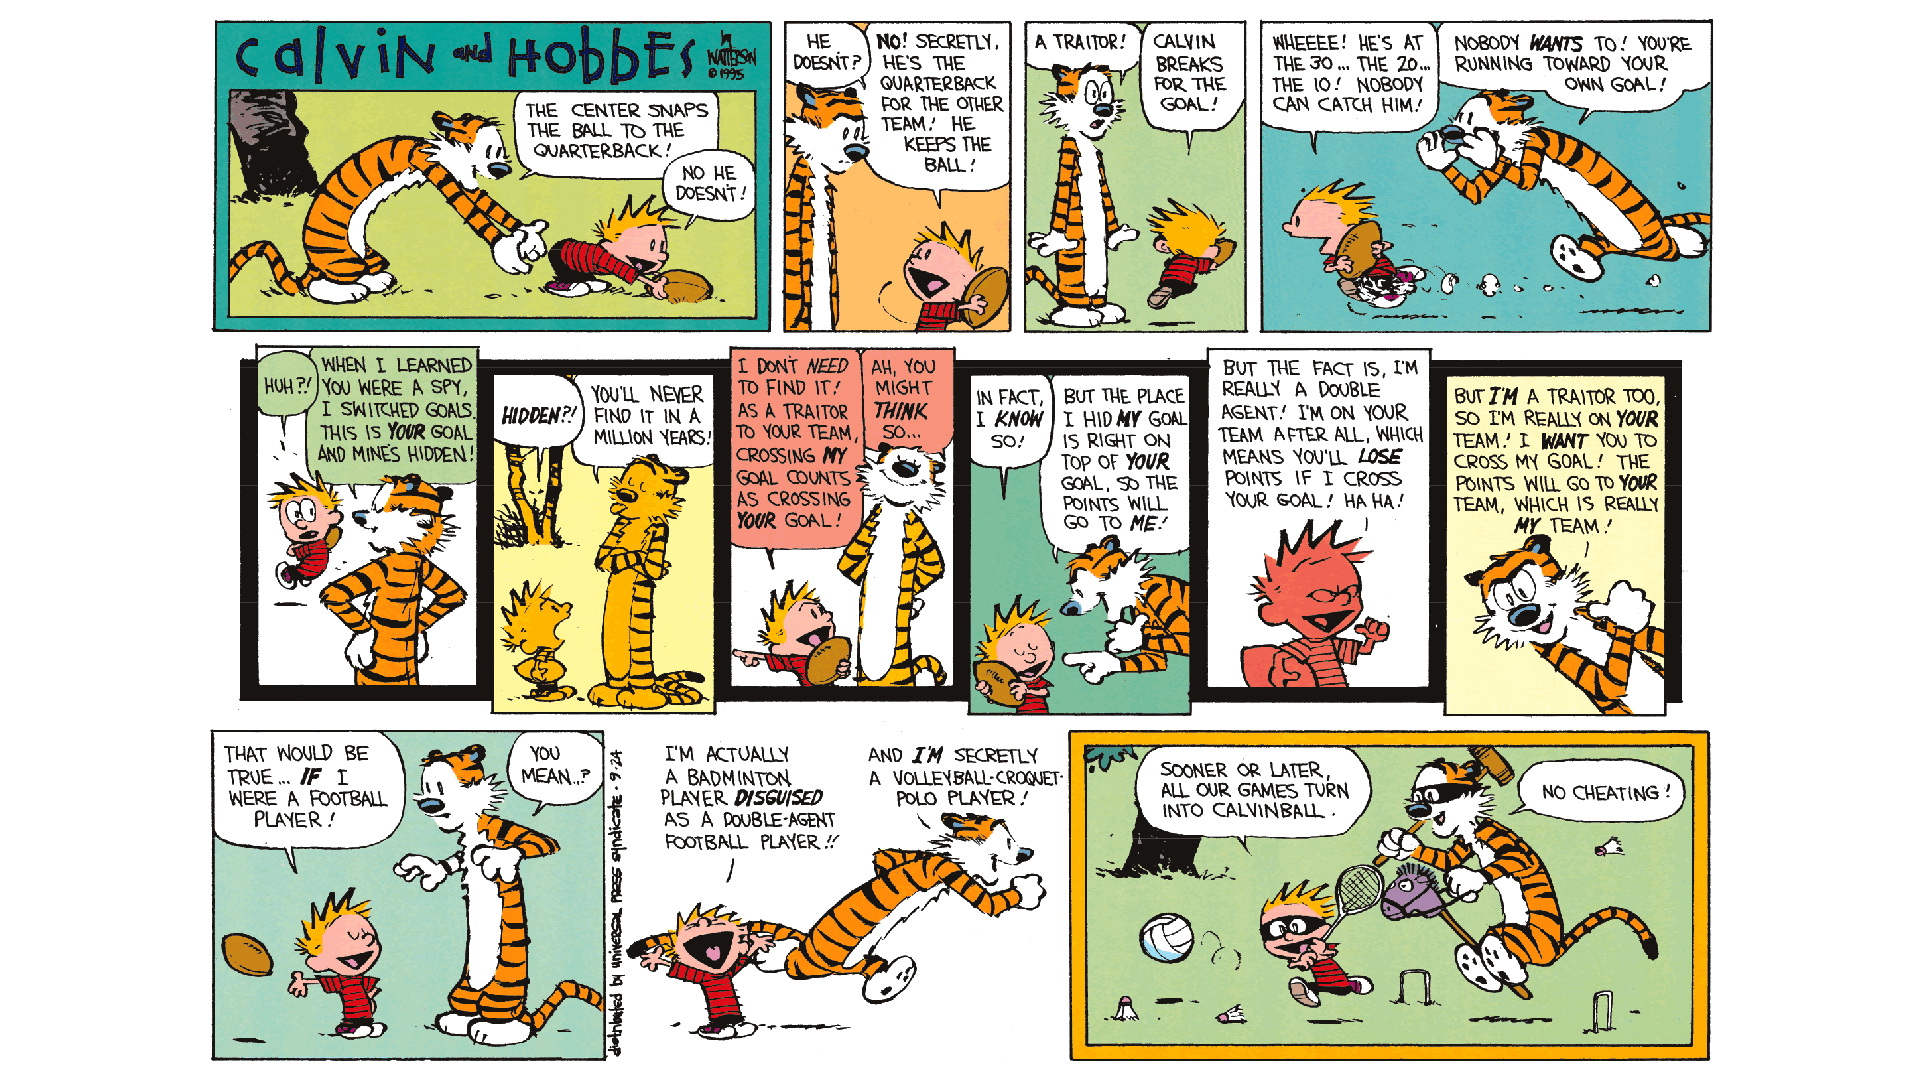 CALVIN and HOBBES
WATTERSON
© 1995
THE CENTER SNAPS
THE BALL TO THE
QUARTERBACK!
NO HE
DOESN'T!
HE
DOESN'T?
NO! SECRETLY,
HE'S THE
QUARTERBACK
FOR THE OTHER
TEAM! HE
KEEPS THE
BALL!
A TRAITOR!
CALVIN
BREAKS
FOR THE
GOAL!
WHEEEE! HE'S AT
THE 30... THE 20...
THE 10! NOBODY
CAN CATCH HIM!
NOBODY WANTS TO! YOU'RE
RUNNING TOWARD YOUR
OWN GOAL!
HUH?!
WHEN I LEARNED
YOU WERE A SPY,
I SWITCHED GOALS.
THIS IS YOUR GOAL
AND MINE'S HIDDEN!
HIDDEN?!
YOU'LL NEVER
FIND IT IN A
MILLION YEARS!
I DON'T NEED
TO FIND IT!
AS A TRAITOR
TO YOUR TEAM,
CROSSING MY
GOAL COUNTS
AS CROSSING
YOUR GOAL!
AH, YOU
MIGHT
THINK
SO...
IN FACT,
I KNOW
SO!
BUT THE PLACE
I HID MY GOAL
IS RIGHT ON
TOP OF YOUR
GOAL, SO THE
POINTS WILL
GO TO ME!
BUT THE FACT IS, I'M
REALLY A DOUBLE
AGENT! I'M ON YOUR
TEAM AFTER ALL, WHICH
MEANS YOU'LL LOSE
POINTS IF I CROSS
YOUR GOAL! HA HA!
BUT I'M A TRAITOR TOO,
SO I'M REALLY ON YOUR
TEAM! I WANT YOU TO
CROSS MY GOAL! THE
POINTS WILL GO TO YOUR
TEAM, WHICH IS REALLY
MY TEAM!
THAT WOULD BE
TRUE... IF I
WERE A FOOTBALL
PLAYER!
YOU
MEAN...?
distributed by Universal Press Syndicate · 9·24
I'M ACTUALLY
A BADMINTON
PLAYER DISGUISED
AS A DOUBLE-AGENT
FOOTBALL PLAYER!!
AND I'M SECRETLY
A VOLLEYBALL-CROQUET-
POLO PLAYER!
SOONER OR LATER,
ALL OUR GAMES TURN
INTO CALVINBALL.
NO CHEATING!